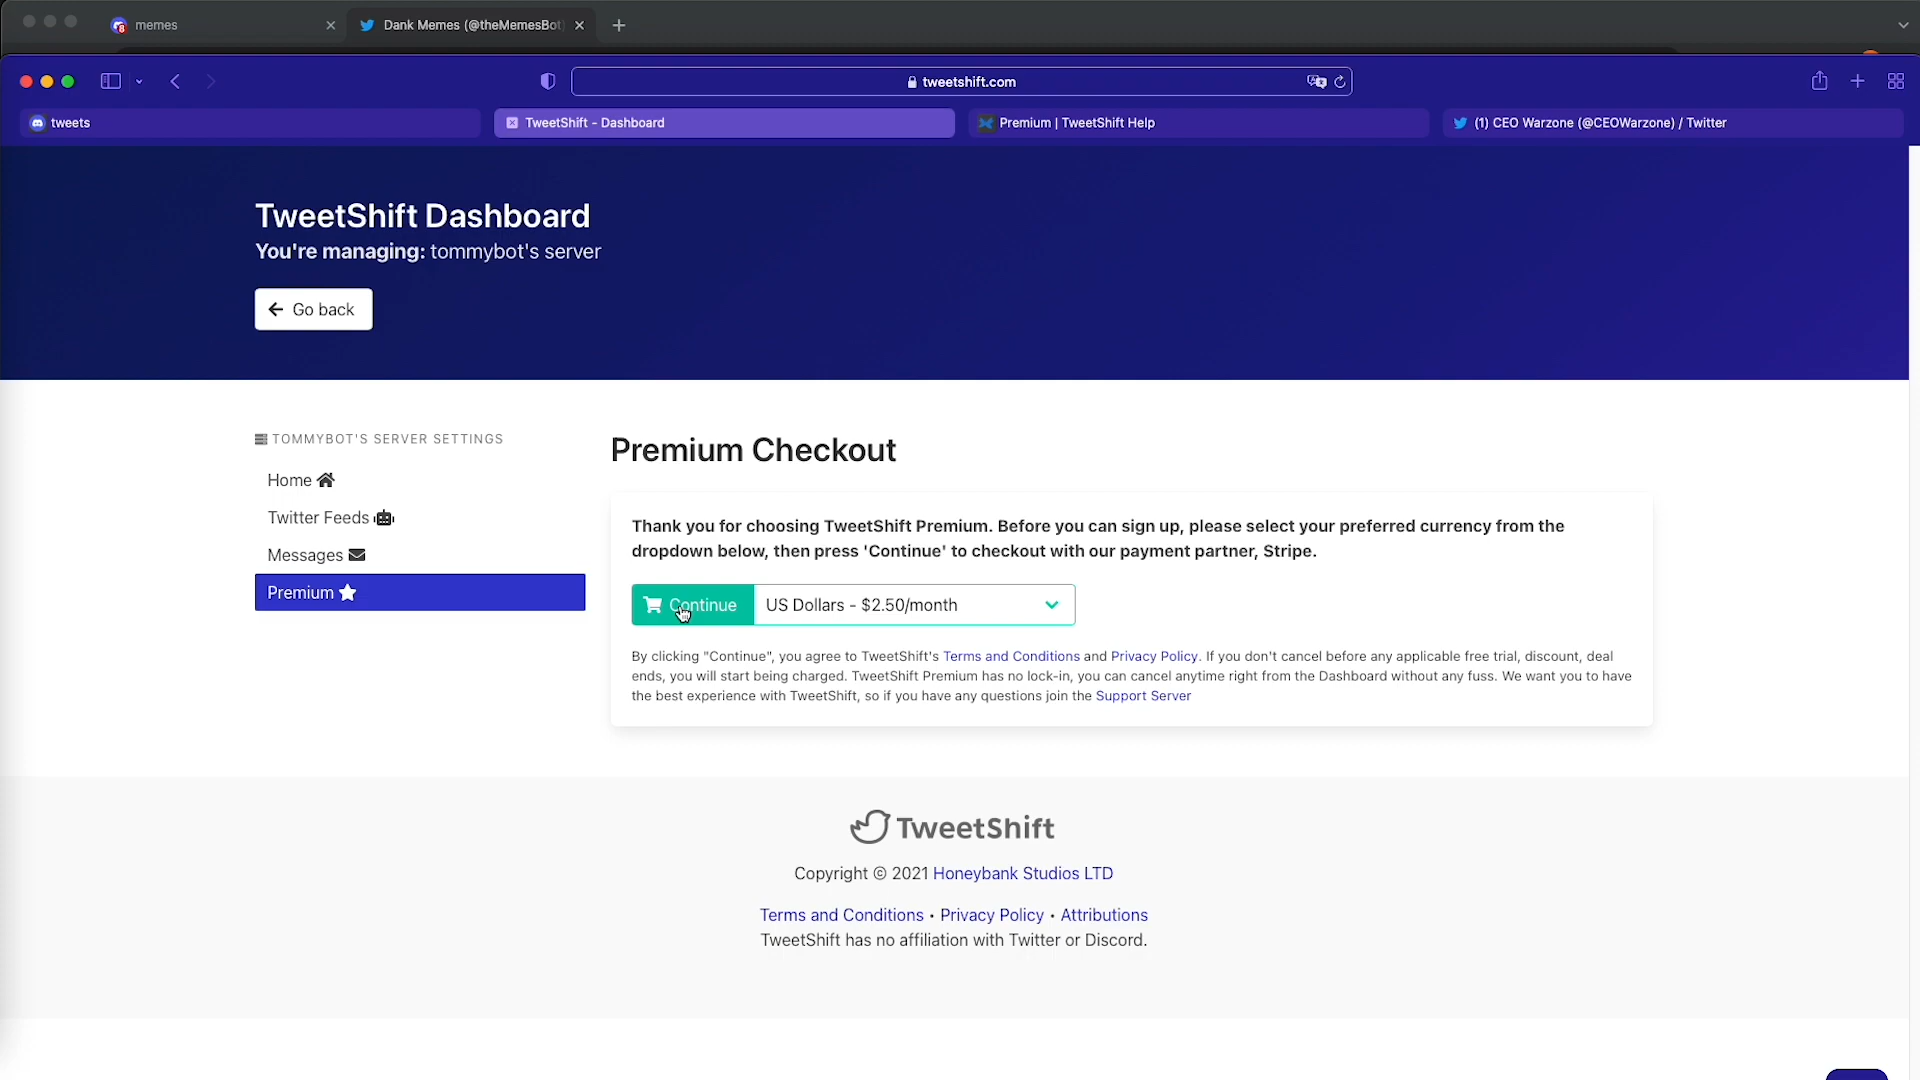 memes
Dank Memes (@theMemesBot)
tweetshift.com
tweets
TweetShift - Dashboard
Premium | TweetShift Help
(1) CEO Warzone (@CEOWarzone) / Twitter
TweetShift Dashboard
You're managing: tommybot's server
Go back
TOMMYBOT'S SERVER SETTINGS
Home
Twitter Feeds
Messages
Premium
Premium Checkout
Thank you for choosing TweetShift Premium. Before you can sign up, please select your preferred currency from the
dropdown below, then press 'Continue' to checkout with our payment partner, Stripe.
Continue
US Dollars - $2.50/month
By clicking "Continue", you agree to TweetShift's Terms and Conditions and Privacy Policy. If you don't cancel before any applicable free trial, discount, deal
ends, you will start being charged. TweetShift Premium has no lock-in, you can cancel anytime right from the Dashboard without any fuss. We want you to have
the best experience with TweetShift, so if you have any questions join the Support Server
TweetShift
Copyright © 2021 Honeybank Studios LTD
Terms and Conditions • Privacy Policy • Attributions
TweetShift has no affiliation with Twitter or Discord.